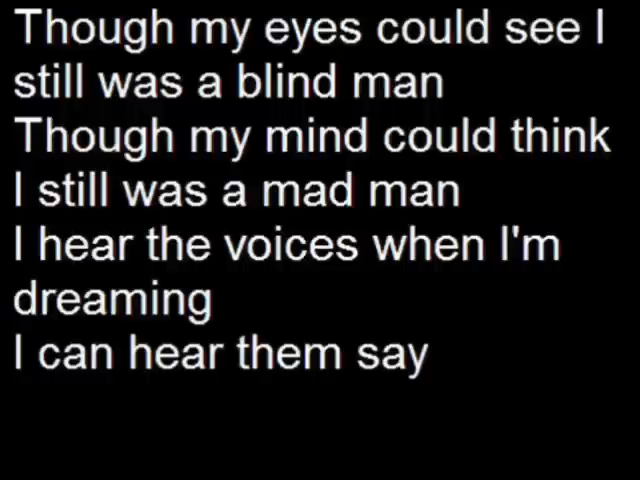 Though my eyes could see I
still was a blind man
Though my mind could think
I still was a mad man
I hear the voices when I'm
dreaming
I can hear them say